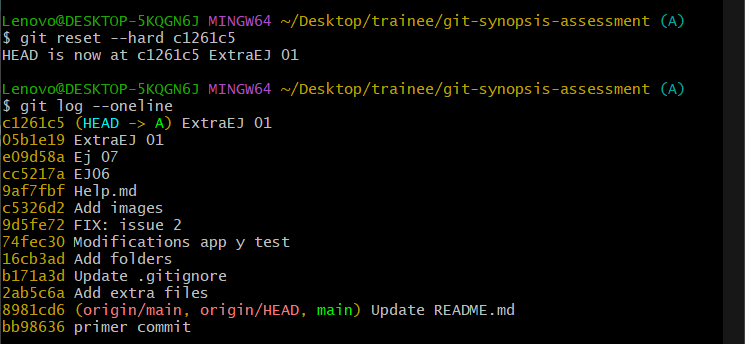 Lenovo@DESKTOP-5KQGN6J MINGW64 ~/Desktop/trainee/git-synopsis-assessment (A)
$ git reset --hard c1261c5
HEAD is now at c1261c5 ExtraEJ 01
Lenovo@DESKTOP-5KQGN6J MINGW64 ~/Desktop/trainee/git-synopsis-assessment (A)
$ git log --oneline
c1261c5 (HEAD -> A) ExtraEJ 01
05b1e19 ExtraEJ 01
e09d58a Ej 07
cc5217a EJ06
9af7fbf Help.md
c5326d2 Add images
9d5fe72 FIX: issue 2
74fec30 Modifications app y test
16cb3ad Add folders
b171a3d Update .gitignore
2ab5c6a Add extra files
8981cd6 (origin/main, origin/HEAD, main) Update README.md
bb98636 primer commit